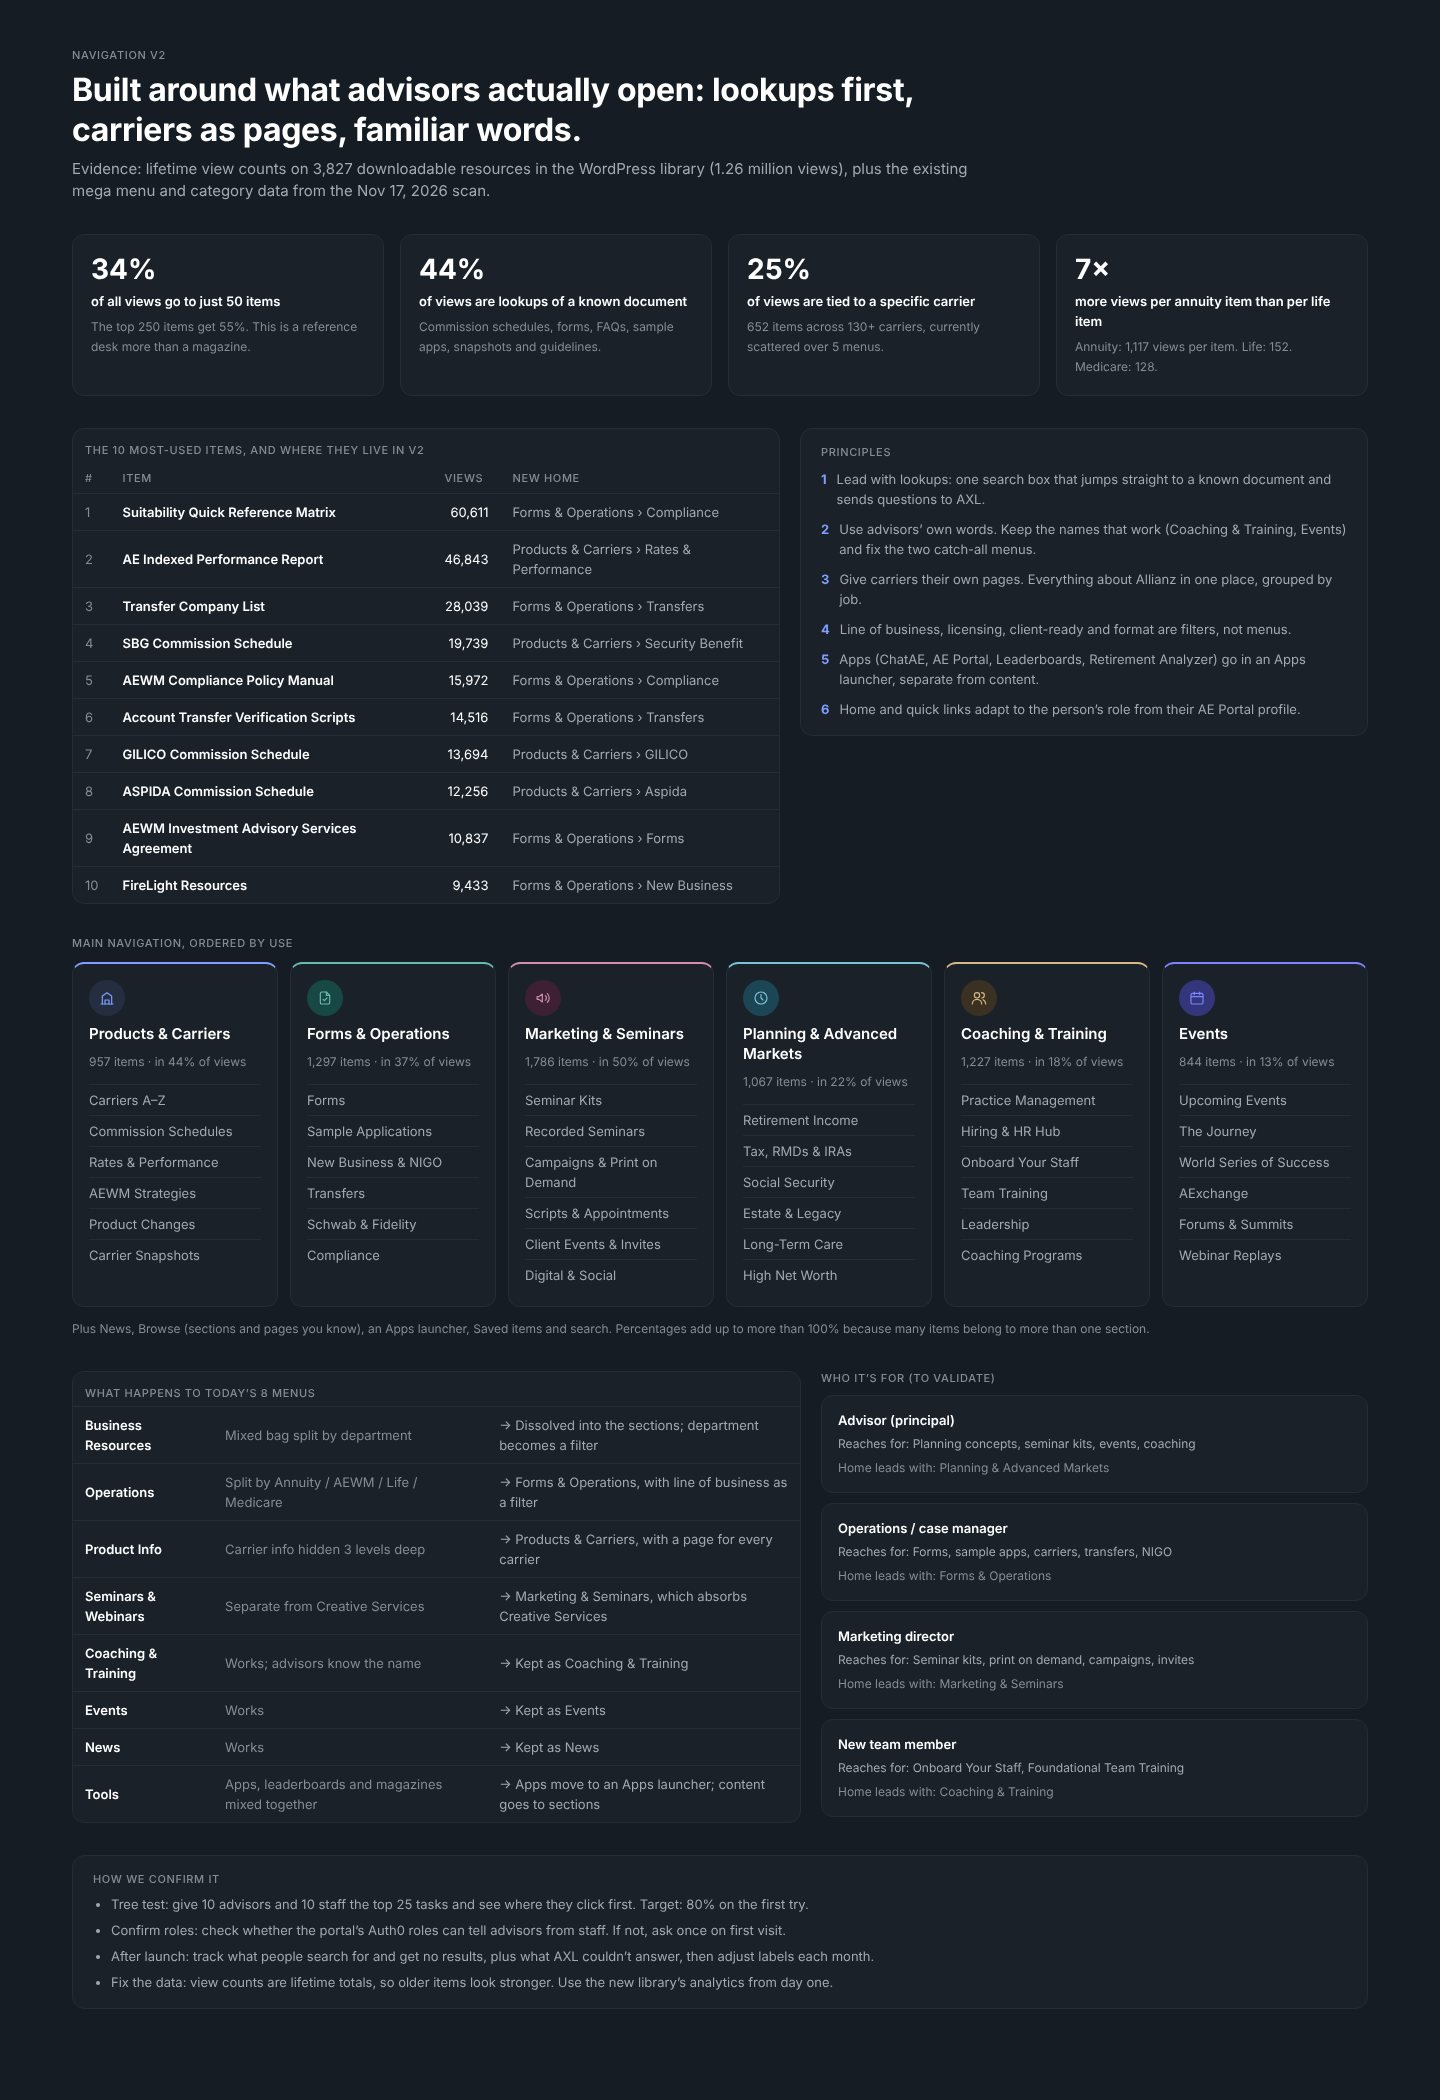 NAVIGATION V2
Built around what advisors actually open: lookups first,
carriers as pages, familiar words.
Evidence: lifetime view counts on 3,827 downloadable resources in the WordPress library (1.26 million views), plus the existing
mega menu and category data from the Nov 17, 2026 scan.
34%
of all views go to just 50 items
The top 250 items get 55%. This is a reference
desk more than a magazine.
44%
of views are lookups of a known document
Commission schedules, forms, FAQs, sample
apps, snapshots and guidelines.
25%
of views are tied to a specific carrier
652 items across 130+ carriers, currently
scattered over 5 menus.
7×
more views per annuity item than per life
item
Annuity: 1,117 views per item. Life: 152.
Medicare: 128.
THE 10 MOST-USED ITEMS, AND WHERE THEY LIVE IN V2
# ITEM VIEWS NEW HOME
1 Suitability Quick Reference Matrix 60,611 Forms & Operations › Compliance
2 AE Indexed Performance Report 46,843 Products & Carriers › Rates &
Performance
3 Transfer Company List 28,039 Forms & Operations › Transfers
4 SBG Commission Schedule 19,739 Products & Carriers › Security Benefit
5 AEWM Compliance Policy Manual 15,972 Forms & Operations › Compliance
6 Account Transfer Verification Scripts 14,516 Forms & Operations › Transfers
7 GILICO Commission Schedule 13,694 Products & Carriers › GILICO
8 ASPIDA Commission Schedule 12,256 Products & Carriers › Aspida
9 AEWM Investment Advisory Services
Agreement 10,837 Forms & Operations › Forms
10 FireLight Resources 9,433 Forms & Operations › New Business
PRINCIPLES
1 Lead with lookups: one search box that jumps straight to a known document and
sends questions to AXL.
2 Use advisors’ own words. Keep the names that work (Coaching & Training, Events)
and fix the two catch-all menus.
3 Give carriers their own pages. Everything about Allianz in one place, grouped by
job.
4 Line of business, licensing, client-ready and format are filters, not menus.
5 Apps (ChatAE, AE Portal, Leaderboards, Retirement Analyzer) go in an Apps
launcher, separate from content.
6 Home and quick links adapt to the person’s role from their AE Portal profile.
MAIN NAVIGATION, ORDERED BY USE
Products & Carriers
957 items · in 44% of views
Carriers A–Z
Commission Schedules
Rates & Performance
AEWM Strategies
Product Changes
Carrier Snapshots
Forms & Operations
1,297 items · in 37% of views
Forms
Sample Applications
New Business & NIGO
Transfers
Schwab & Fidelity
Compliance
Marketing & Seminars
1,786 items · in 50% of views
Seminar Kits
Recorded Seminars
Campaigns & Print on
Demand
Scripts & Appointments
Client Events & Invites
Digital & Social
Planning & Advanced
Markets
1,067 items · in 22% of views
Retirement Income
Tax, RMDs & IRAs
Social Security
Estate & Legacy
Long-Term Care
High Net Worth
Coaching & Training
1,227 items · in 18% of views
Practice Management
Hiring & HR Hub
Onboard Your Staff
Team Training
Leadership
Coaching Programs
Events
844 items · in 13% of views
Upcoming Events
The Journey
World Series of Success
AExchange
Forums & Summits
Webinar Replays
Plus News, Browse (sections and pages you know), an Apps launcher, Saved items and search. Percentages add up to more than 100% because many items belong to more than one section.
WHAT HAPPENS TO TODAY’S 8 MENUS
Business
Resources
Mixed bag split by department
→ Dissolved into the sections; department
becomes a filter
Operations
Split by Annuity / AEWM / Life /
Medicare
→ Forms & Operations, with line of business as
a filter
Product Info
Carrier info hidden 3 levels deep
→ Products & Carriers, with a page for every
carrier
Seminars &
Webinars
Separate from Creative Services
→ Marketing & Seminars, which absorbs
Creative Services
Coaching &
Training
Works; advisors know the name
→ Kept as Coaching & Training
Events
Works
→ Kept as Events
News
Works
→ Kept as News
Tools
Apps, leaderboards and magazines
mixed together
→ Apps move to an Apps launcher; content
goes to sections
WHO IT’S FOR (TO VALIDATE)
Advisor (principal)
Reaches for: Planning concepts, seminar kits, events, coaching
Home leads with: Planning & Advanced Markets
Operations / case manager
Reaches for: Forms, sample apps, carriers, transfers, NIGO
Home leads with: Forms & Operations
Marketing director
Reaches for: Seminar kits, print on demand, campaigns, invites
Home leads with: Marketing & Seminars
New team member
Reaches for: Onboard Your Staff, Foundational Team Training
Home leads with: Coaching & Training
HOW WE CONFIRM IT
• Tree test: give 10 advisors and 10 staff the top 25 tasks and see where they click first. Target: 80% on the first try.
• Confirm roles: check whether the portal’s Auth0 roles can tell advisors from staff. If not, ask once on first visit.
• After launch: track what people search for and get no results, plus what AXL couldn’t answer, then adjust labels each month.
• Fix the data: view counts are lifetime totals, so older items look stronger. Use the new library’s analytics from day one.